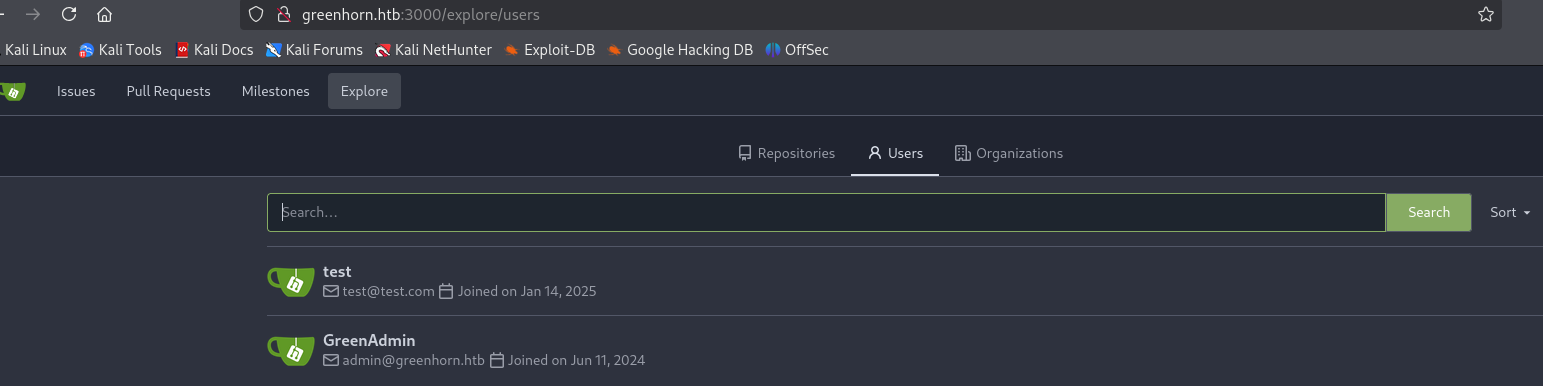 greenhorn.htb:3000/explore/users
Kali Linux Kali Tools Kali Docs Kali Forums Kali NetHunter Exploit-DB Google Hacking DB OffSec
Issues Pull Requests Milestones Explore
Repositories Users Organizations
Search... Search Sort
test
test@test.com Joined on Jan 14, 2025
GreenAdmin
admin@greenhorn.htb Joined on Jun 11, 2024